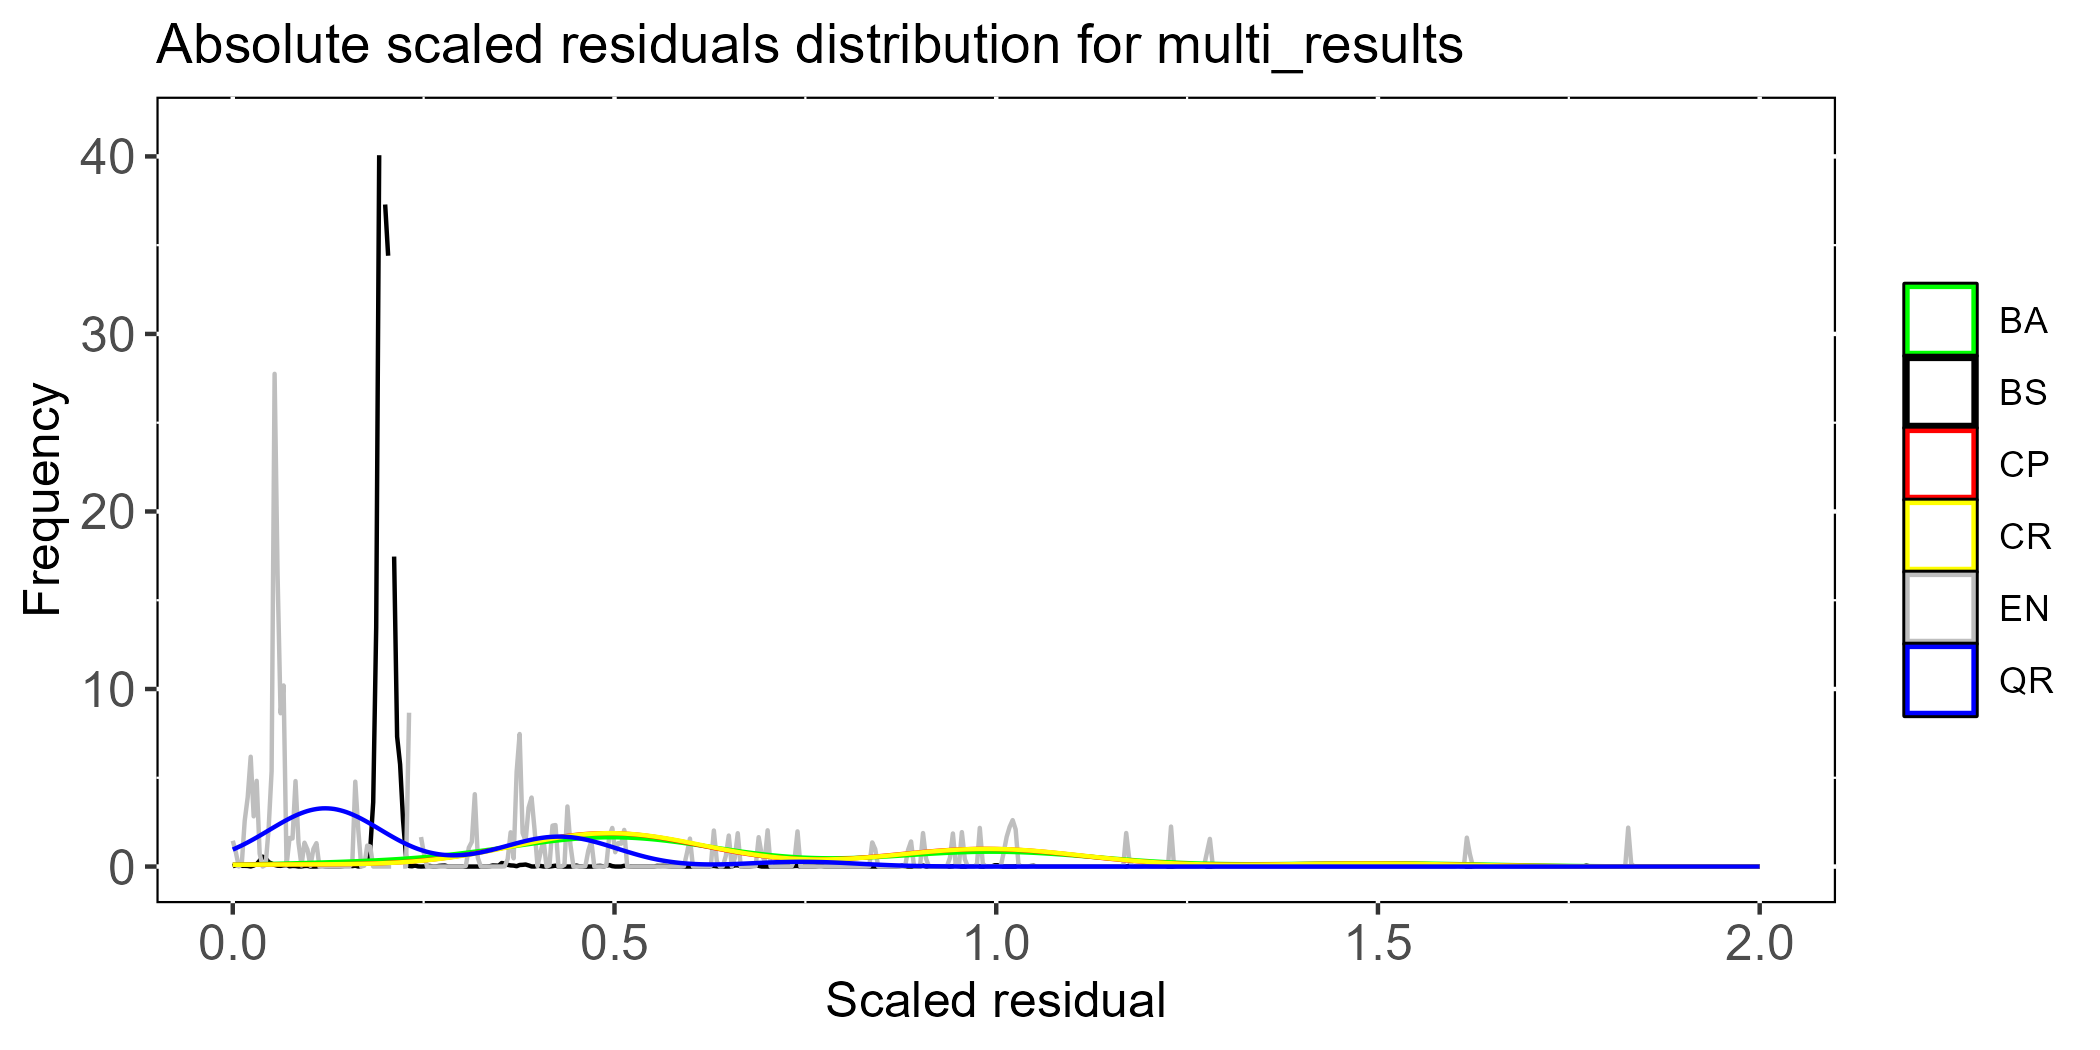 Absolute scaled residuals distribution for multi_results
40
30
20
10
0
Frequency
0.0
0.5
1.0
1.5
2.0
Scaled residual
BA
BS
CP
CR
EN
QR